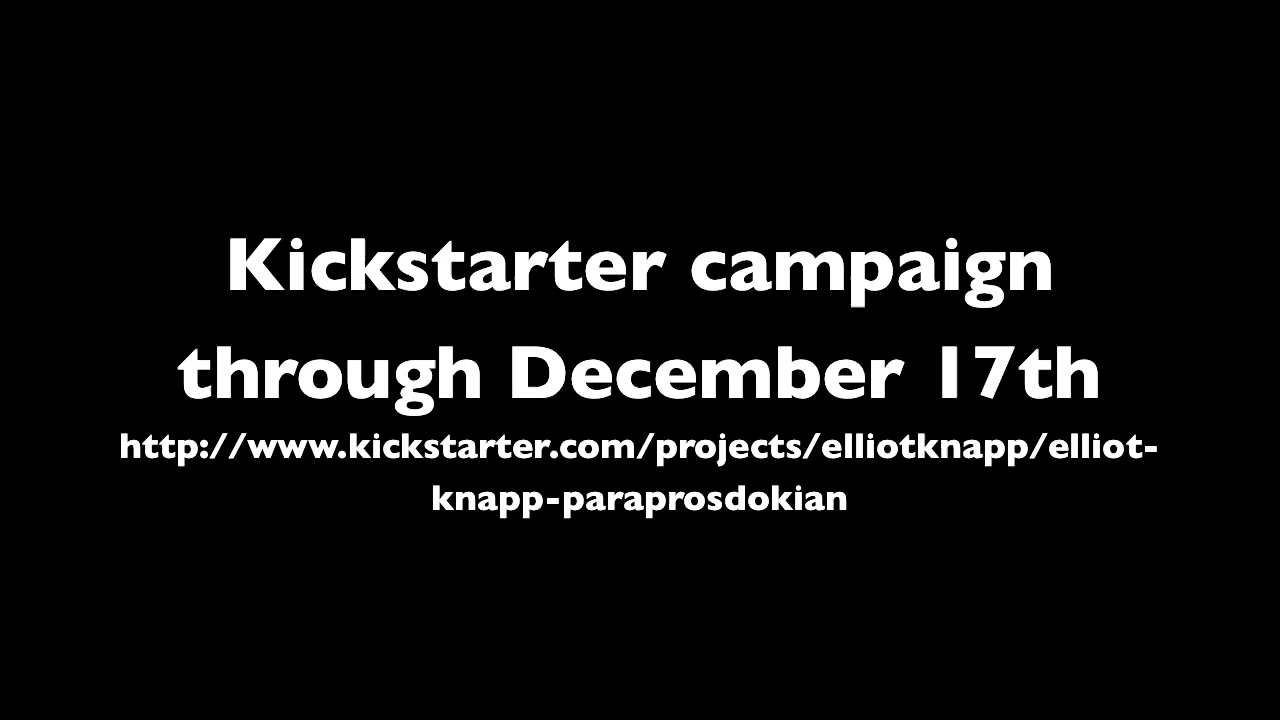 Kickstarter campaign
through December 17th
http://www.kickstarter.com/projects/elliotknapp/elliot-
knapp-paraprosdokian